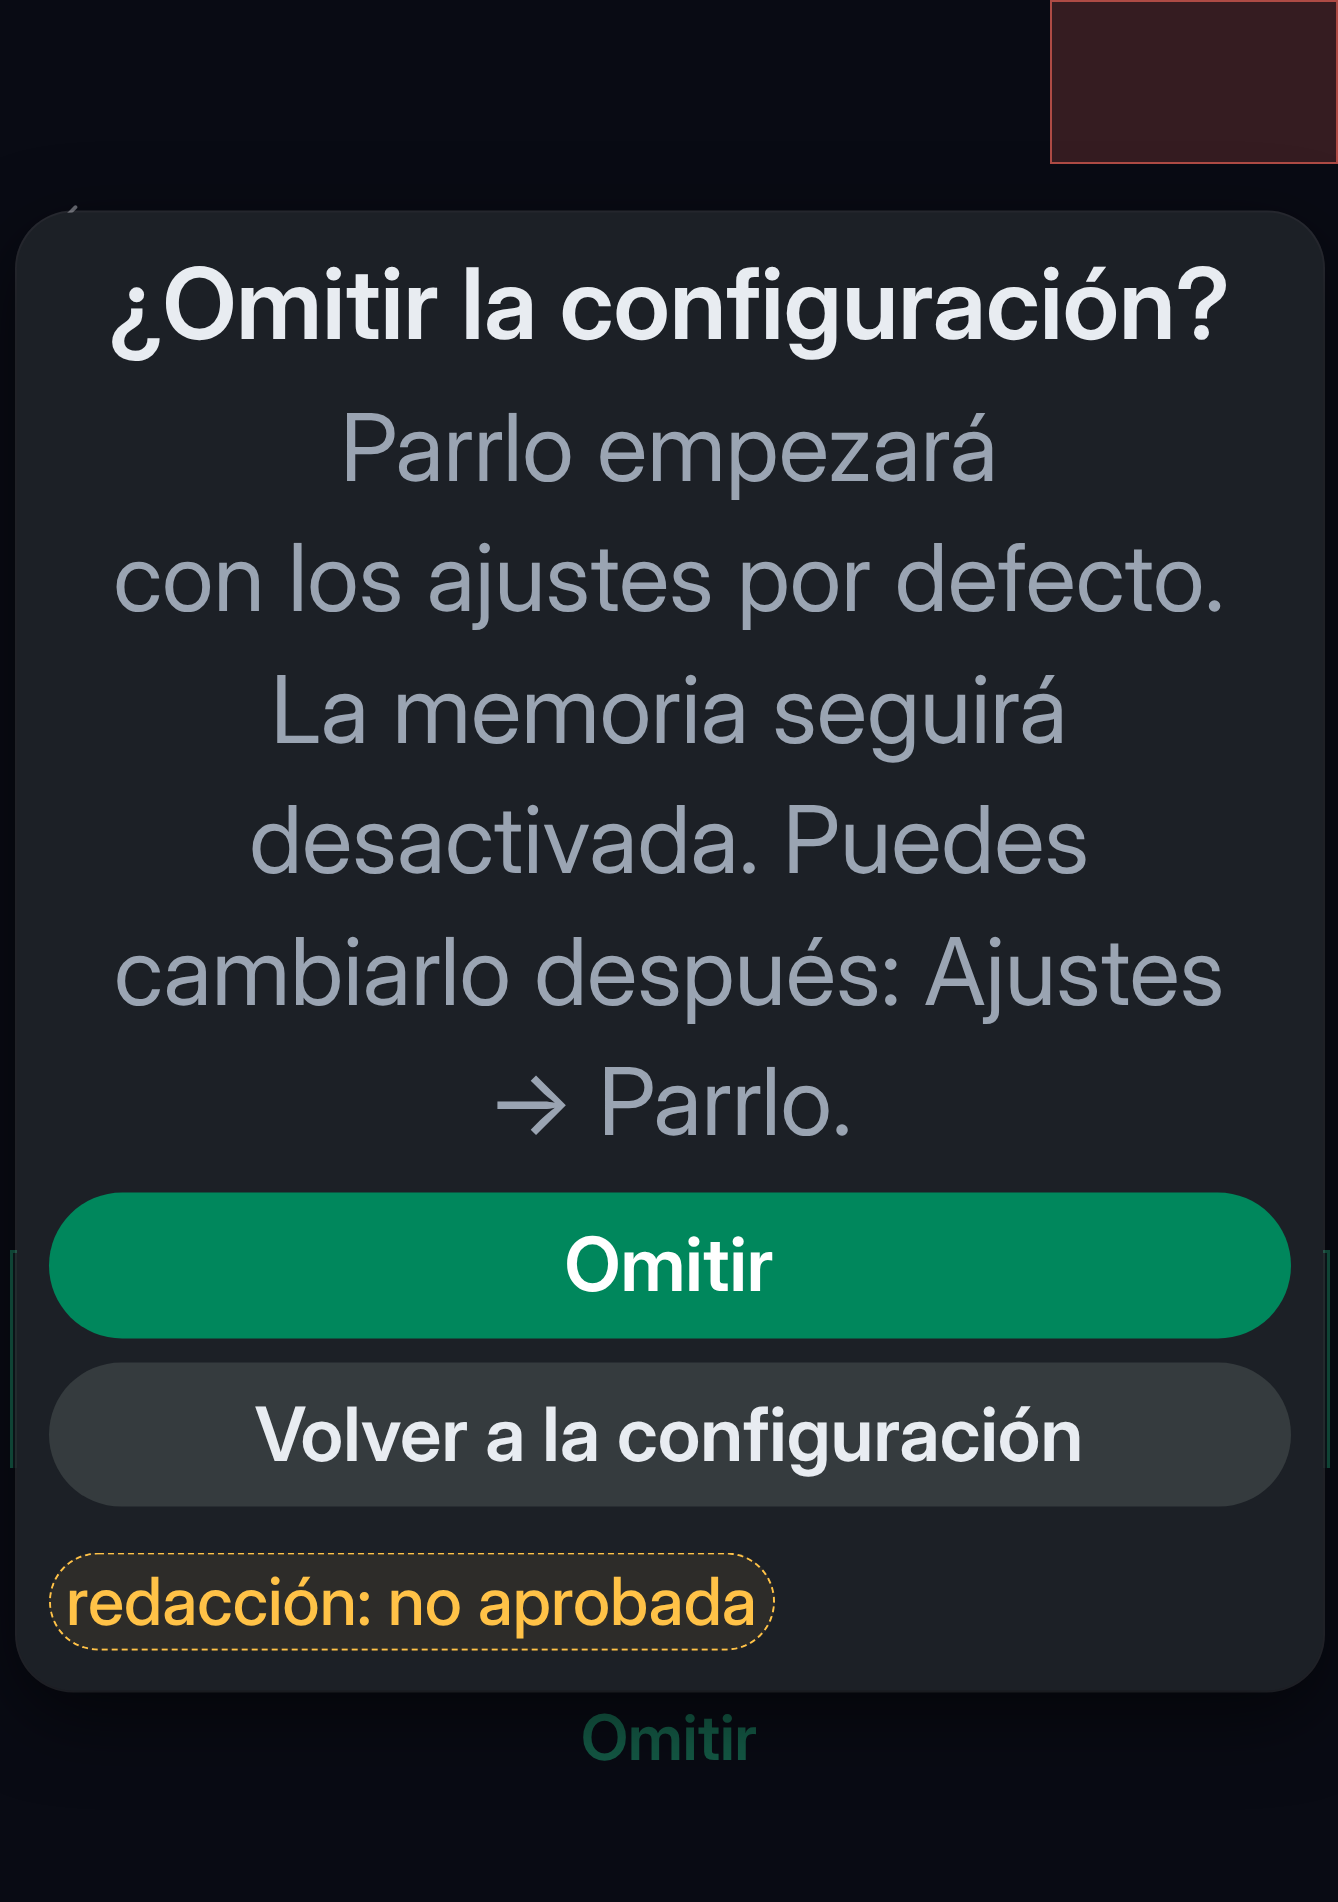 ¿Omitir la configuración?
Parrlo empezará
con los ajustes por defecto.
La memoria seguirá
desactivada. Puedes
cambiarlo después: Ajustes
→ Parrlo.
Omitir
Volver a la configuración
redacción: no aprobada
Omitir